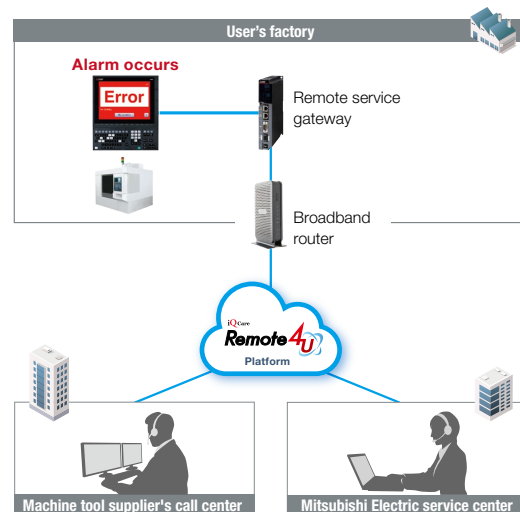 User's factory
Alarm occurs
Error
Remote service
gateway
Broadband
router
iQ Care
Remote4U
Platform
Machine tool supplier's call center
Mitsubishi Electric service center